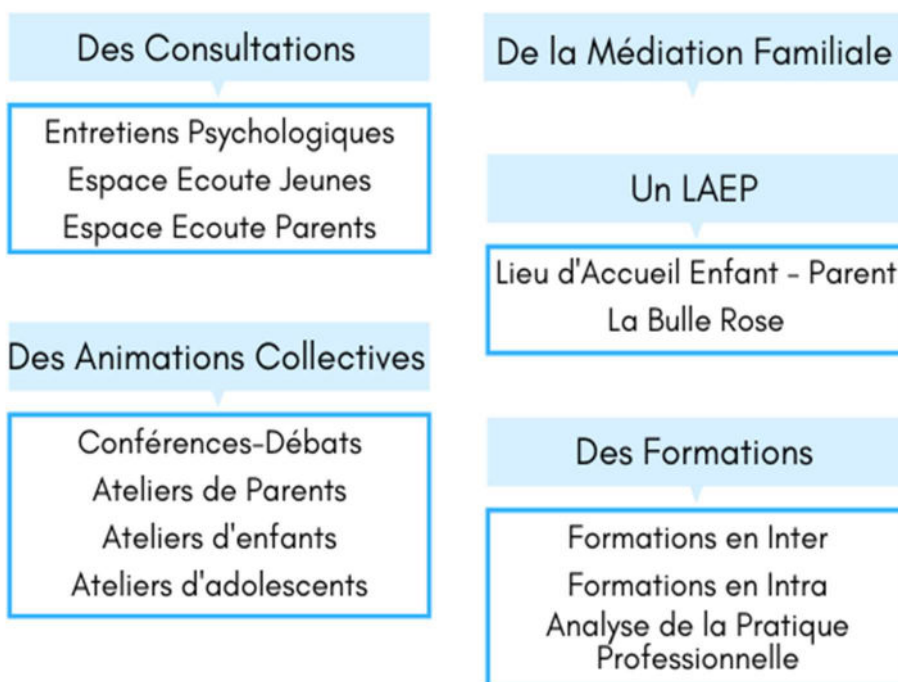 Des Consultations
Entretiens Psychologiques
Espace Ecoute Jeunes
Espace Ecoute Parents
Des Animations Collectives
Conférences-Débats
Ateliers de Parents
Ateliers d'enfants
Ateliers d'adolescents
De la Médiation Familiale
Un LAEP
Lieu d'Accueil Enfant - Parent
La Bulle Rose
Des Formations
Formations en Inter
Formations en Intra
Analyse de la Pratique
Professionnelle